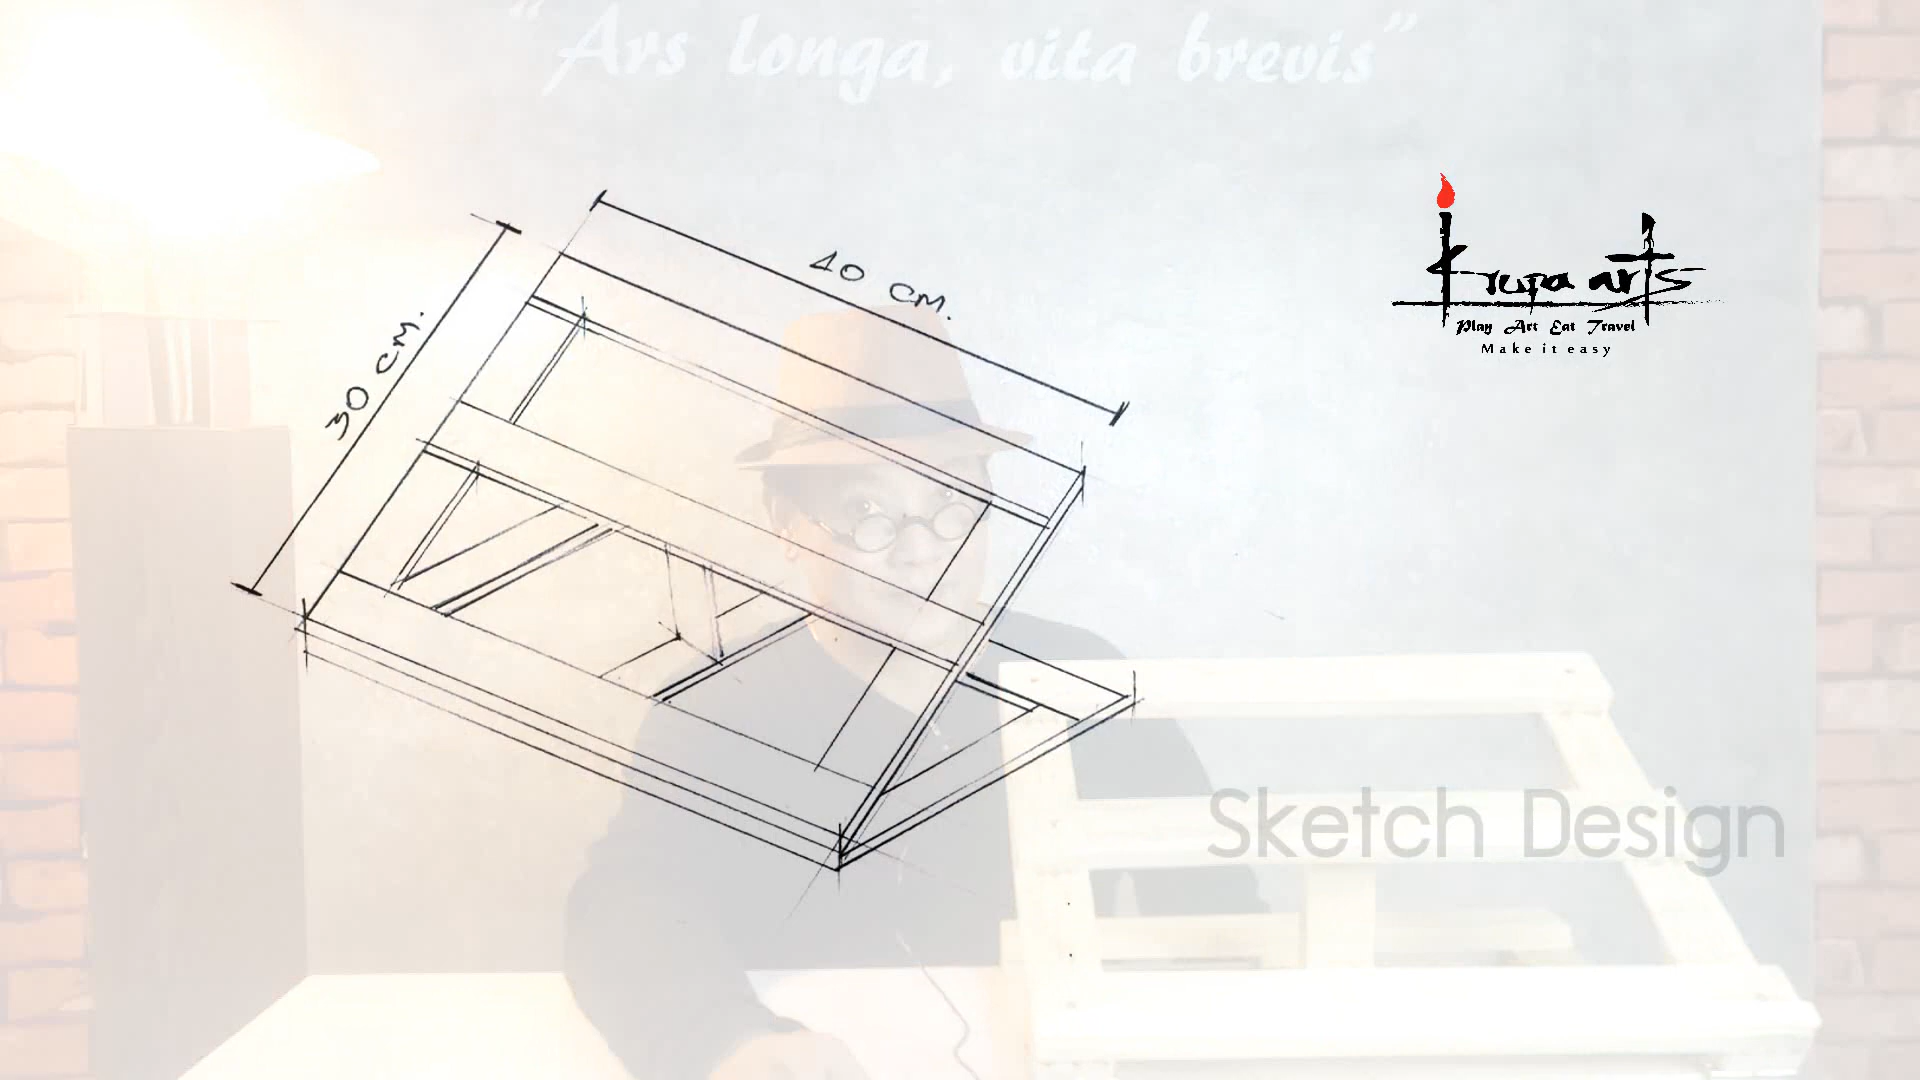 “Ars longa, vita brevis”
40 cm.
30 cm.
Krupa arts
Play Art Eat Travel
Make it easy
Sketch Design